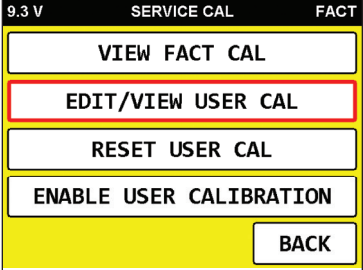 9.3 V SERVICE CAL FACT
VIEW FACT CAL
EDIT/VIEW USER CAL
RESET USER CAL
ENABLE USER CALIBRATION
BACK